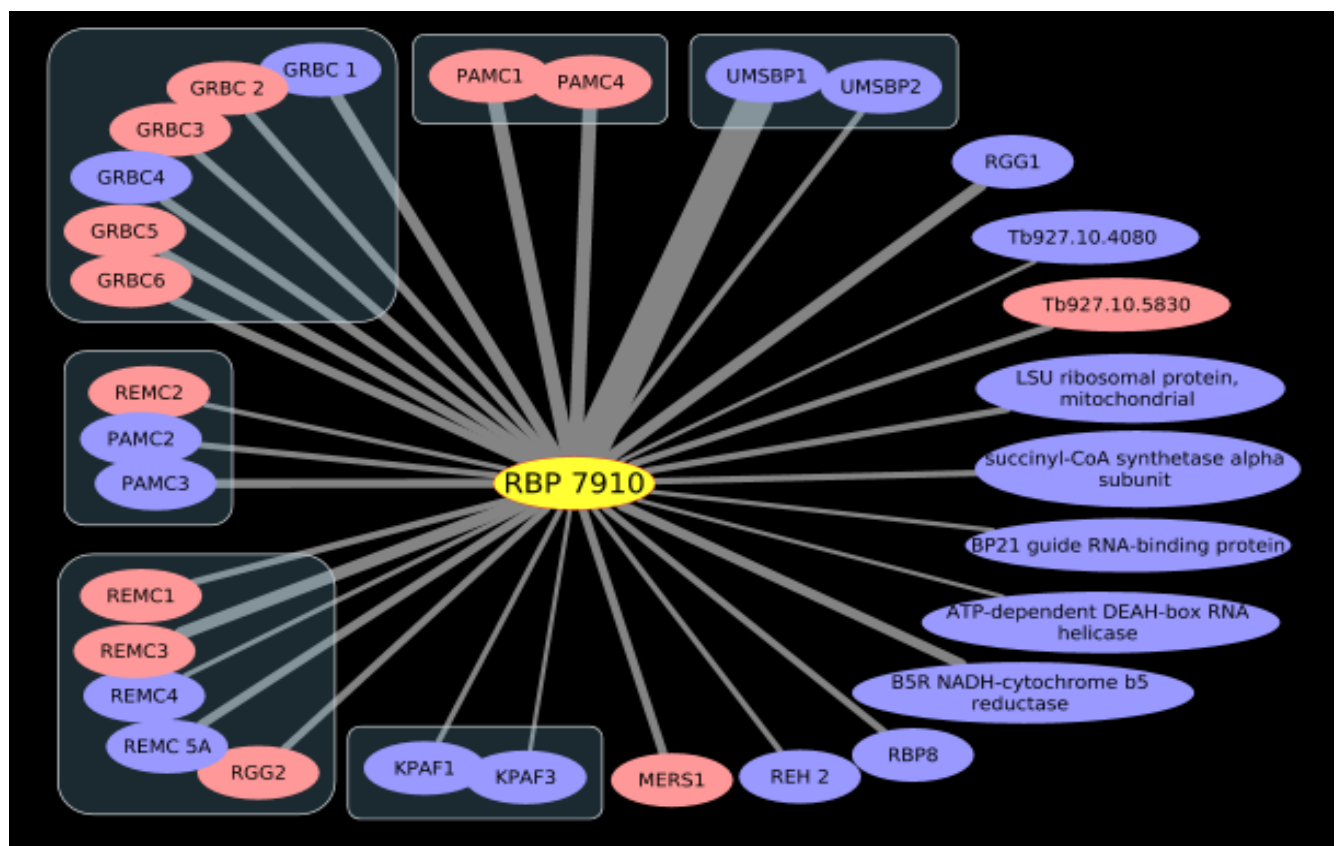 GRBC 1
GRBC 2
GRBC3
GRBC4
GRBC5
GRBC6
PAMC1
PAMC4
UMSBP1
UMSBP2
RGG1
Tb927.10.4080
Tb927.10.5830
LSU ribosomal protein,
mitochondrial
succinyl-CoA synthetase alpha
subunit
BP21 guide RNA-binding protein
ATP-dependent DEAH-box RNA
helicase
B5R NADH-cytochrome b5
reductase
RBP8
REH 2
MERS1
KPAF1
KPAF3
REMC2
PAMC2
PAMC3
RBP 7910
REMC1
REMC3
REMC4
REMC 5A
RGG2